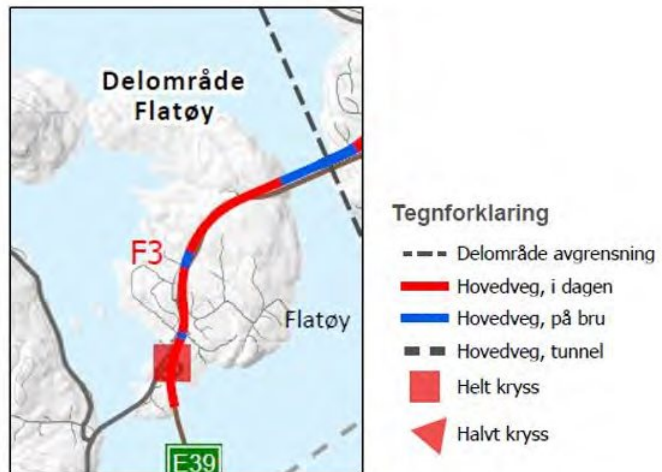 Delområde
Flatøy
F3
Flatøy
E39
Tegnforklaring
Delområde avgrensning
Hovedveg, i dagen
Hovedveg, på bru
Hovedveg, tunnel
Helt kryss
Halvt kryss